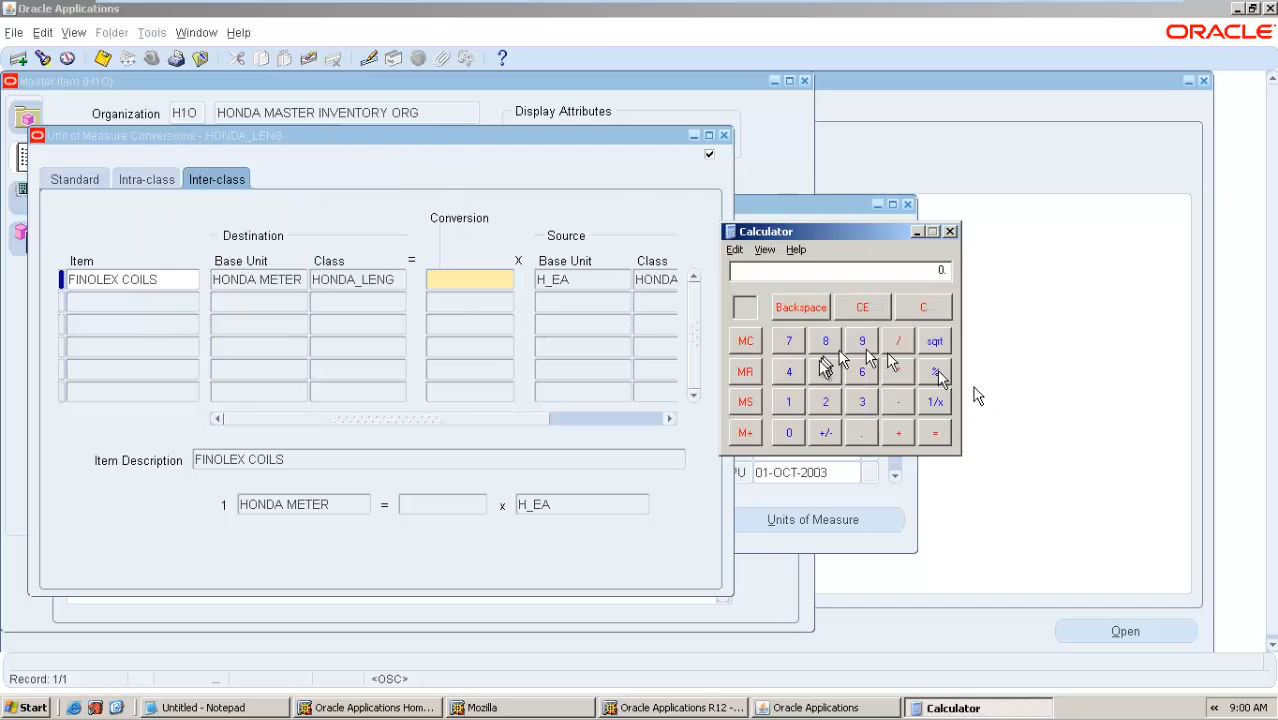 Oracle Applications
File Edit View Folder Tools Window Help
ORACLE
Master Item (H1O)
Organization H1O HONDA MASTER INVENTORY ORG Display Attributes
Unit of Measure Conversions - HONDA_LENG
Standard Intra-class Inter-class
Conversion
Destination Source
Item Base Unit Class = X Base Unit Class
FINOLEX COILS HONDA METER HONDA_LENG H_EA HONDA
Item Description FINOLEX COILS
1 HONDA METER = x H_EA
Calculator
Edit View Help
0.
Backspace CE C
MC 7 8 9 / sqrt
MR 4 6 * %
MS 1 2 3 - 1/x
M+ 0 +/- . + =
PU 01-OCT-2003
Units of Measure
Open
Record: 1/1 ... <OSC>
Start Untitled - Notepad Oracle Applications Hom... Mozilla Oracle Applications R12 -... Oracle Applications Calculator « 9:00 AM